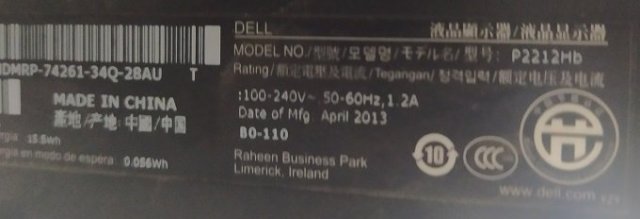 DELL 液晶顯示器/液晶显示器
MODEL NO./型號/모델명/モデル名/型号: P2212Hb
Rating/額定電壓及電流/Tegangan/정격입력/额定电压及电流
:100-240V~ 50-60Hz,1.2A
Date of Mfg April 2013
BO-110
Raheen Business Park
Limerick, Ireland
DMRP-74261-34Q-28AU T
MADE IN CHINA
產地/产地:中國/中国
15.5Wh
en modo de espera 0.056Wh
10
CCC
www.dell.com